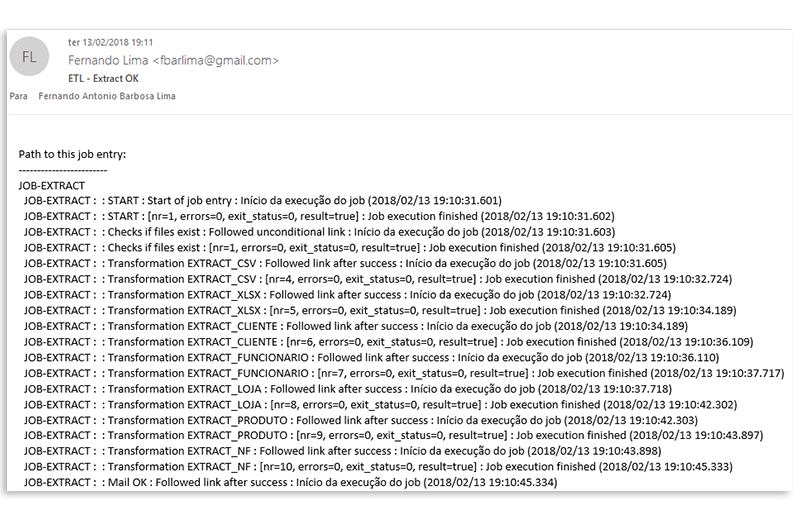 FL
ter 13/02/2018 19:11
Fernando Lima <fbarlima@gmail.com>
ETL - Extract OK
Para Fernando Antonio Barbosa Lima
Path to this job entry:
------------------------
JOB-EXTRACT
JOB-EXTRACT : : START : Start of job entry : Início da execução do job (2018/02/13 19:10:31.601)
JOB-EXTRACT : : START : [nr=1, errors=0, exit_status=0, result=true] : Job execution finished (2018/02/13 19:10:31.602)
JOB-EXTRACT : : Checks if files exist : Followed unconditional link : Início da execução do job (2018/02/13 19:10:31.603)
JOB-EXTRACT : : Checks if files exist : [nr=1, errors=0, exit_status=0, result=true] : Job execution finished (2018/02/13 19:10:31.605)
JOB-EXTRACT : : Transformation EXTRACT_CSV : Followed link after success : Início da execução do job (2018/02/13 19:10:31.605)
JOB-EXTRACT : : Transformation EXTRACT_CSV : [nr=4, errors=0, exit_status=0, result=true] : Job execution finished (2018/02/13 19:10:32.724)
JOB-EXTRACT : : Transformation EXTRACT_XLSX : Followed link after success : Início da execução do job (2018/02/13 19:10:32.724)
JOB-EXTRACT : : Transformation EXTRACT_XLSX : [nr=5, errors=0, exit_status=0, result=true] : Job execution finished (2018/02/13 19:10:34.189)
JOB-EXTRACT : : Transformation EXTRACT_CLIENTE : Followed link after success : Início da execução do job (2018/02/13 19:10:34.189)
JOB-EXTRACT : : Transformation EXTRACT_CLIENTE : [nr=6, errors=0, exit_status=0, result=true] : Job execution finished (2018/02/13 19:10:36.109)
JOB-EXTRACT : : Transformation EXTRACT_FUNCIONARIO : Followed link after success : Início da execução do job (2018/02/13 19:10:36.110)
JOB-EXTRACT : : Transformation EXTRACT_FUNCIONARIO : [nr=7, errors=0, exit_status=0, result=true] : Job execution finished (2018/02/13 19:10:37.717)
JOB-EXTRACT : : Transformation EXTRACT_LOJA : Followed link after success : Início da execução do job (2018/02/13 19:10:37.718)
JOB-EXTRACT : : Transformation EXTRACT_LOJA : [nr=8, errors=0, exit_status=0, result=true] : Job execution finished (2018/02/13 19:10:42.302)
JOB-EXTRACT : : Transformation EXTRACT_PRODUTO : Followed link after success : Início da execução do job (2018/02/13 19:10:42.303)
JOB-EXTRACT : : Transformation EXTRACT_PRODUTO : [nr=9, errors=0, exit_status=0, result=true] : Job execution finished (2018/02/13 19:10:43.897)
JOB-EXTRACT : : Transformation EXTRACT_NF : Followed link after success : Início da execução do job (2018/02/13 19:10:43.898)
JOB-EXTRACT : : Transformation EXTRACT_NF : [nr=10, errors=0, exit_status=0, result=true] : Job execution finished (2018/02/13 19:10:45.333)
JOB-EXTRACT : : Mail OK : Followed link after success : Início da execução do job (2018/02/13 19:10:45.334)